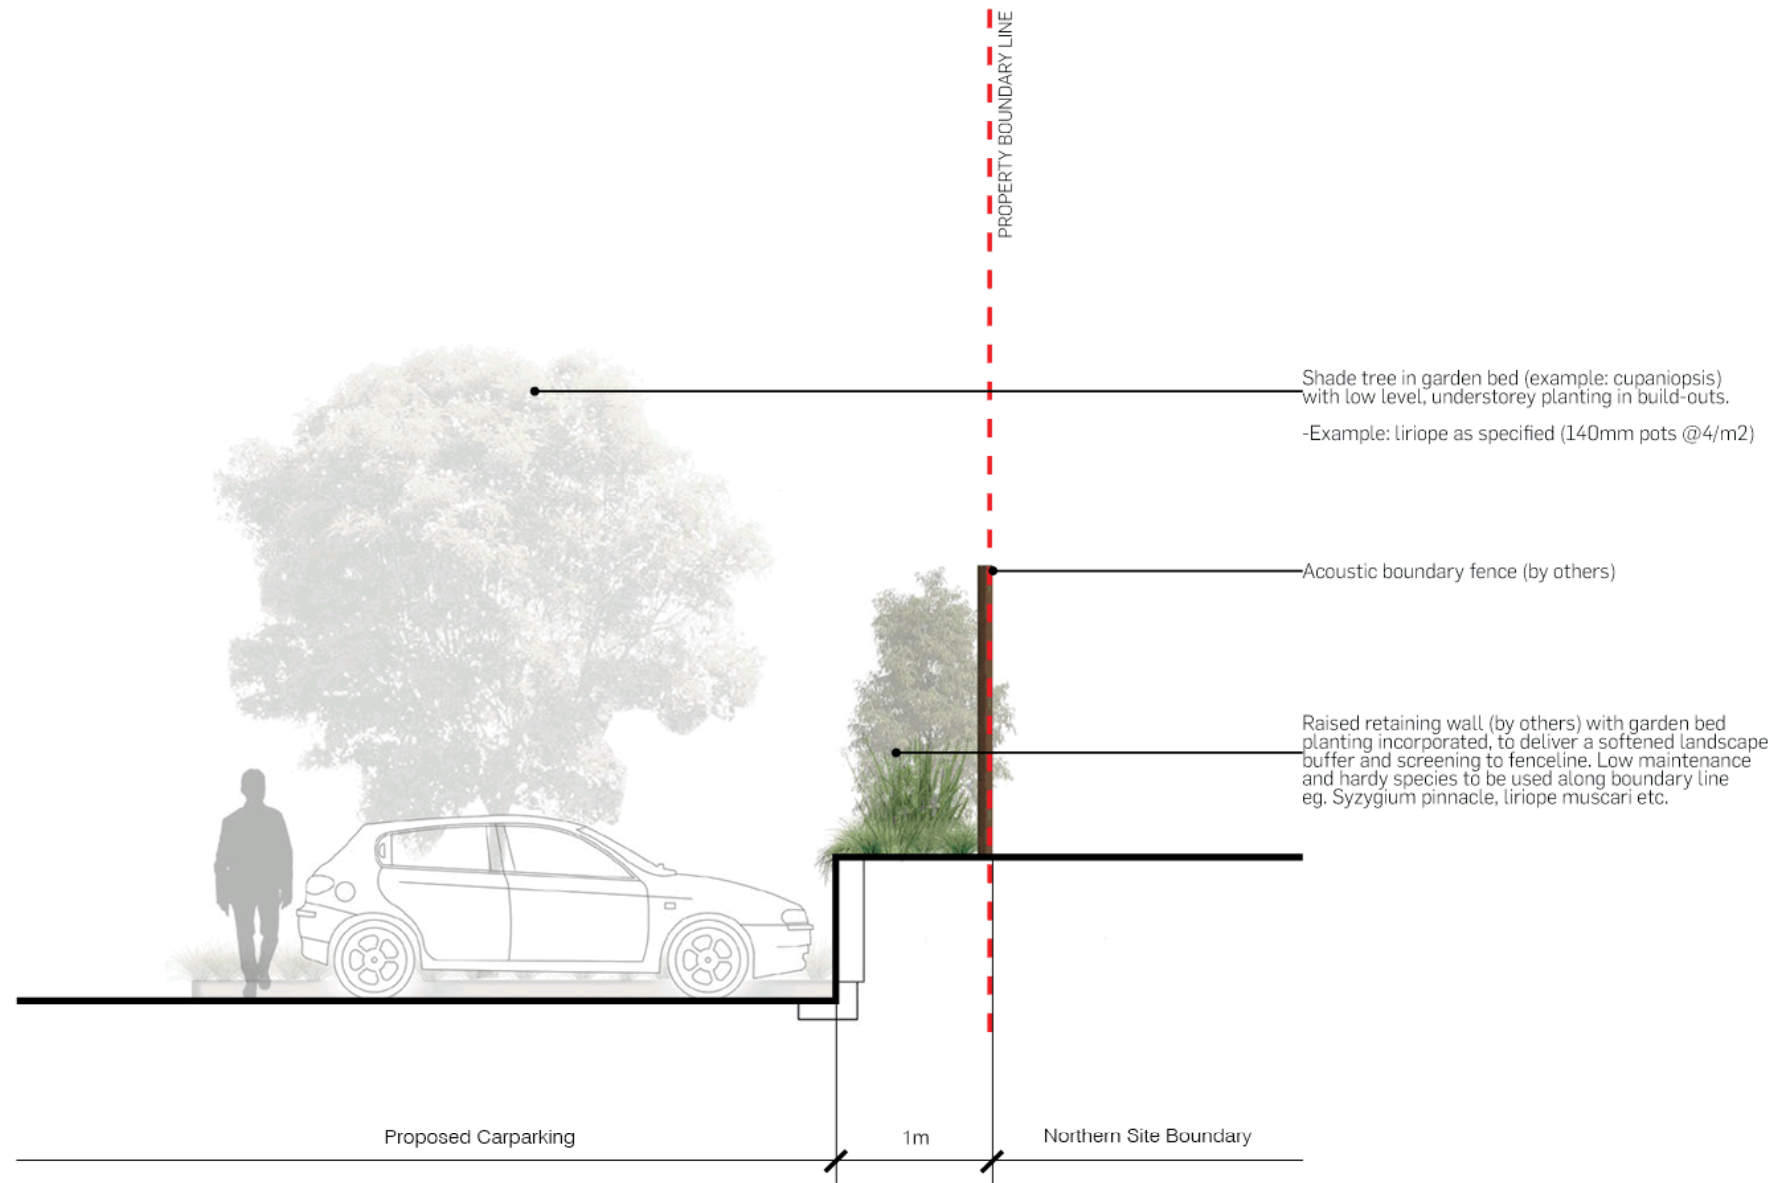 PROPERTY BOUNDARY LINE
Shade tree in garden bed (example: cupaniopsis)
with low level, understorey planting in build-outs.
-Example: liriope as specified (140mm pots @4/m2)
Acoustic boundary fence (by others)
Raised retaining wall (by others) with garden bed
planting incorporated, to deliver a softened landscape
buffer and screening to fenceline. Low maintenance
and hardy species to be used along boundary line
eg. Syzygium pinnacle, liriope muscari etc.
Proposed Carparking
1m
Northern Site Boundary